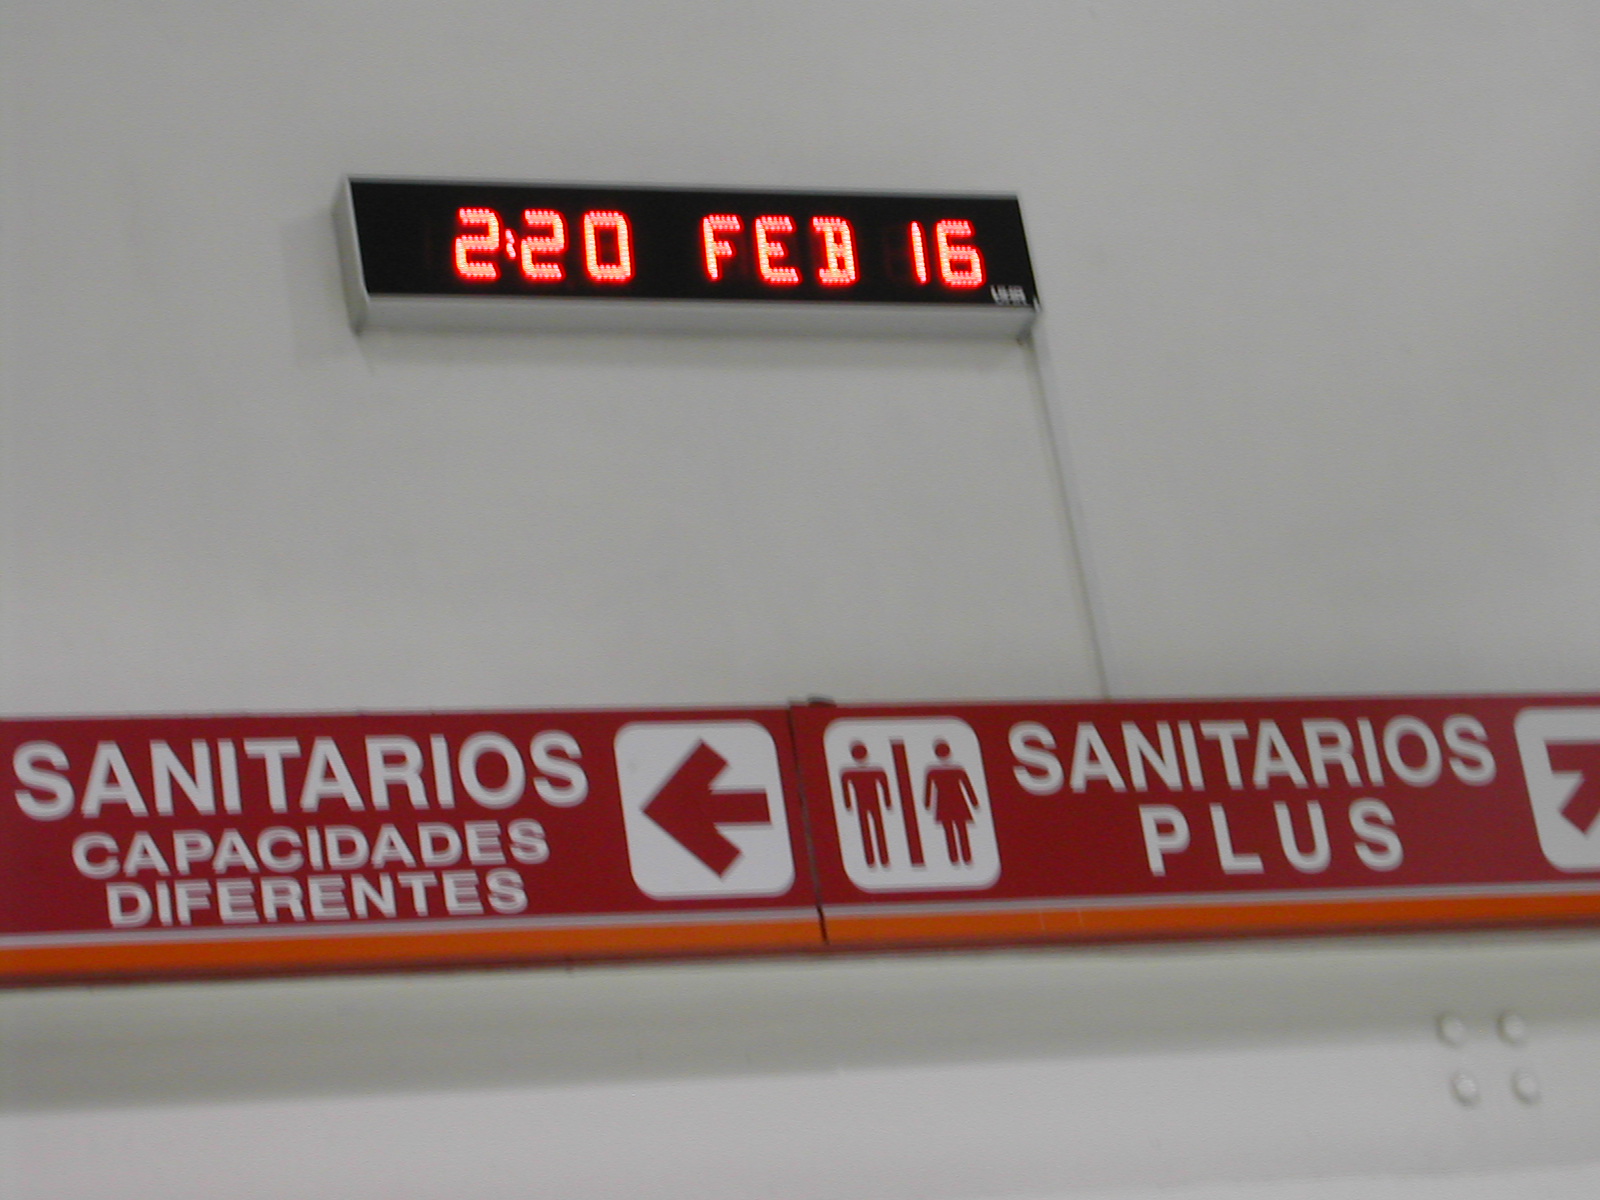 2:20 FEB 16
SANITARIOS
CAPACIDADES
DIFERENTES
SANITARIOS
PLUS